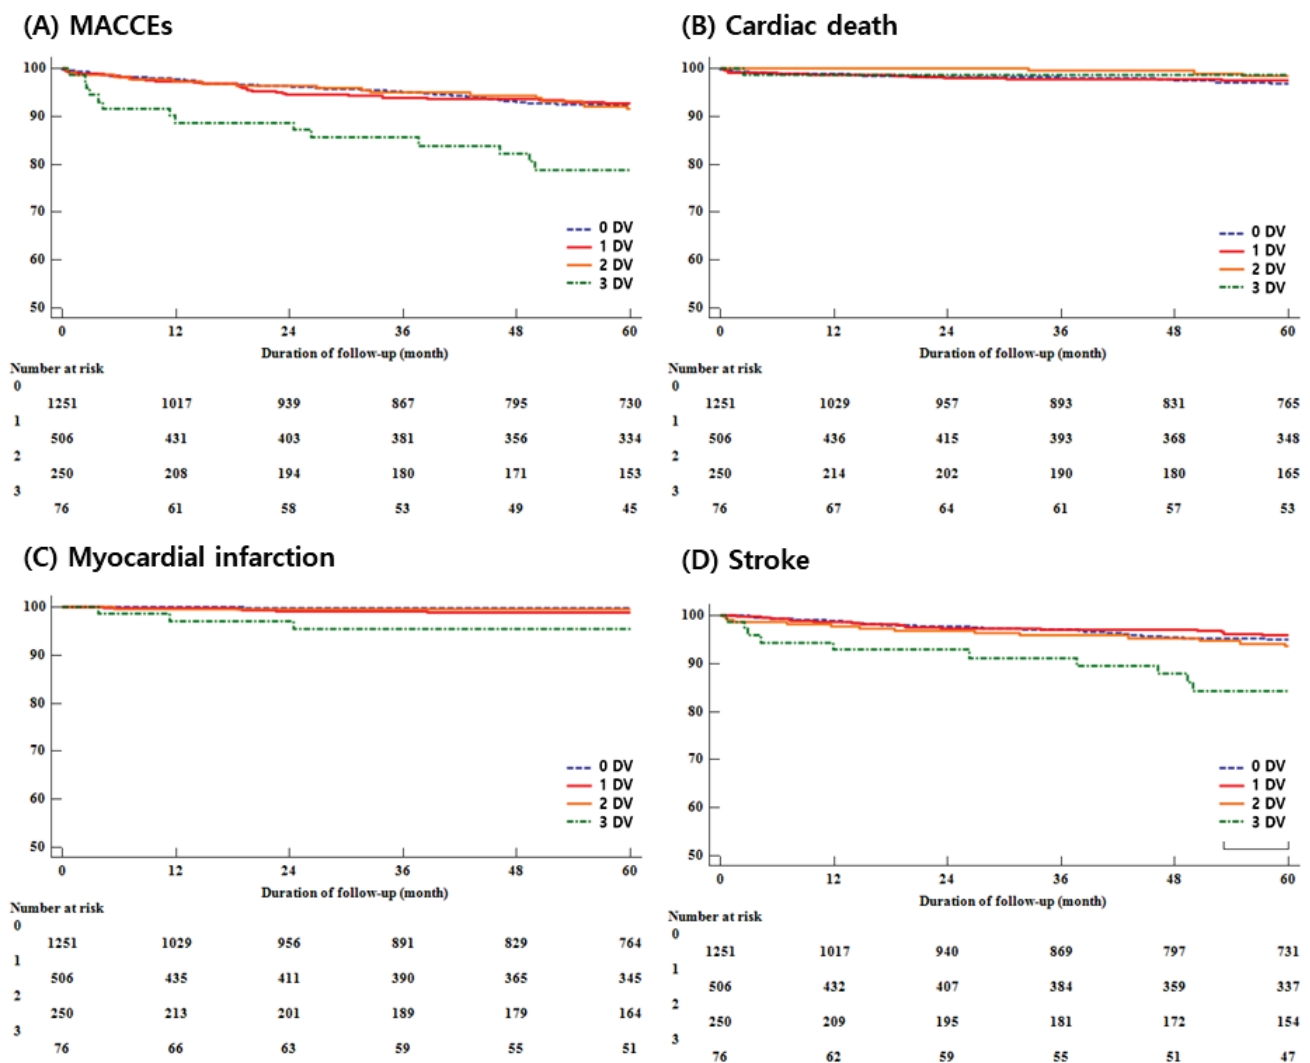 (A) MACCEs
100
90
80
70
60
50
0 DV
1 DV
2 DV
3 DV
0 12 24 36 48 60
Duration of follow-up (month)
Number at risk
0
1251 1017 939 867 795 730
1
506 431 403 381 356 334
2
250 208 194 180 171 153
3
76 61 58 53 49 45
(B) Cardiac death
100
90
80
70
60
50
0 DV
1 DV
2 DV
3 DV
0 12 24 36 48 60
Duration of follow-up (month)
Number at risk
0
1251 1029 957 893 831 765
1
506 436 415 393 368 348
2
250 214 202 190 180 165
3
76 67 64 61 57 53
(C) Myocardial infarction
100
90
80
70
60
50
0 DV
1 DV
2 DV
3 DV
0 12 24 36 48 60
Duration of follow-up (month)
Number at risk
0
1251 1029 956 891 829 764
1
506 435 411 390 365 345
2
250 213 201 189 179 164
3
76 66 63 59 55 51
(D) Stroke
100
90
80
70
60
50
0 DV
1 DV
2 DV
3 DV
0 12 24 36 48 60
Duration of follow-up (month)
Number at risk
0
1251 1017 940 869 797 731
1
506 432 407 384 359 337
2
250 209 195 181 172 154
3
76 62 59 55 51 47